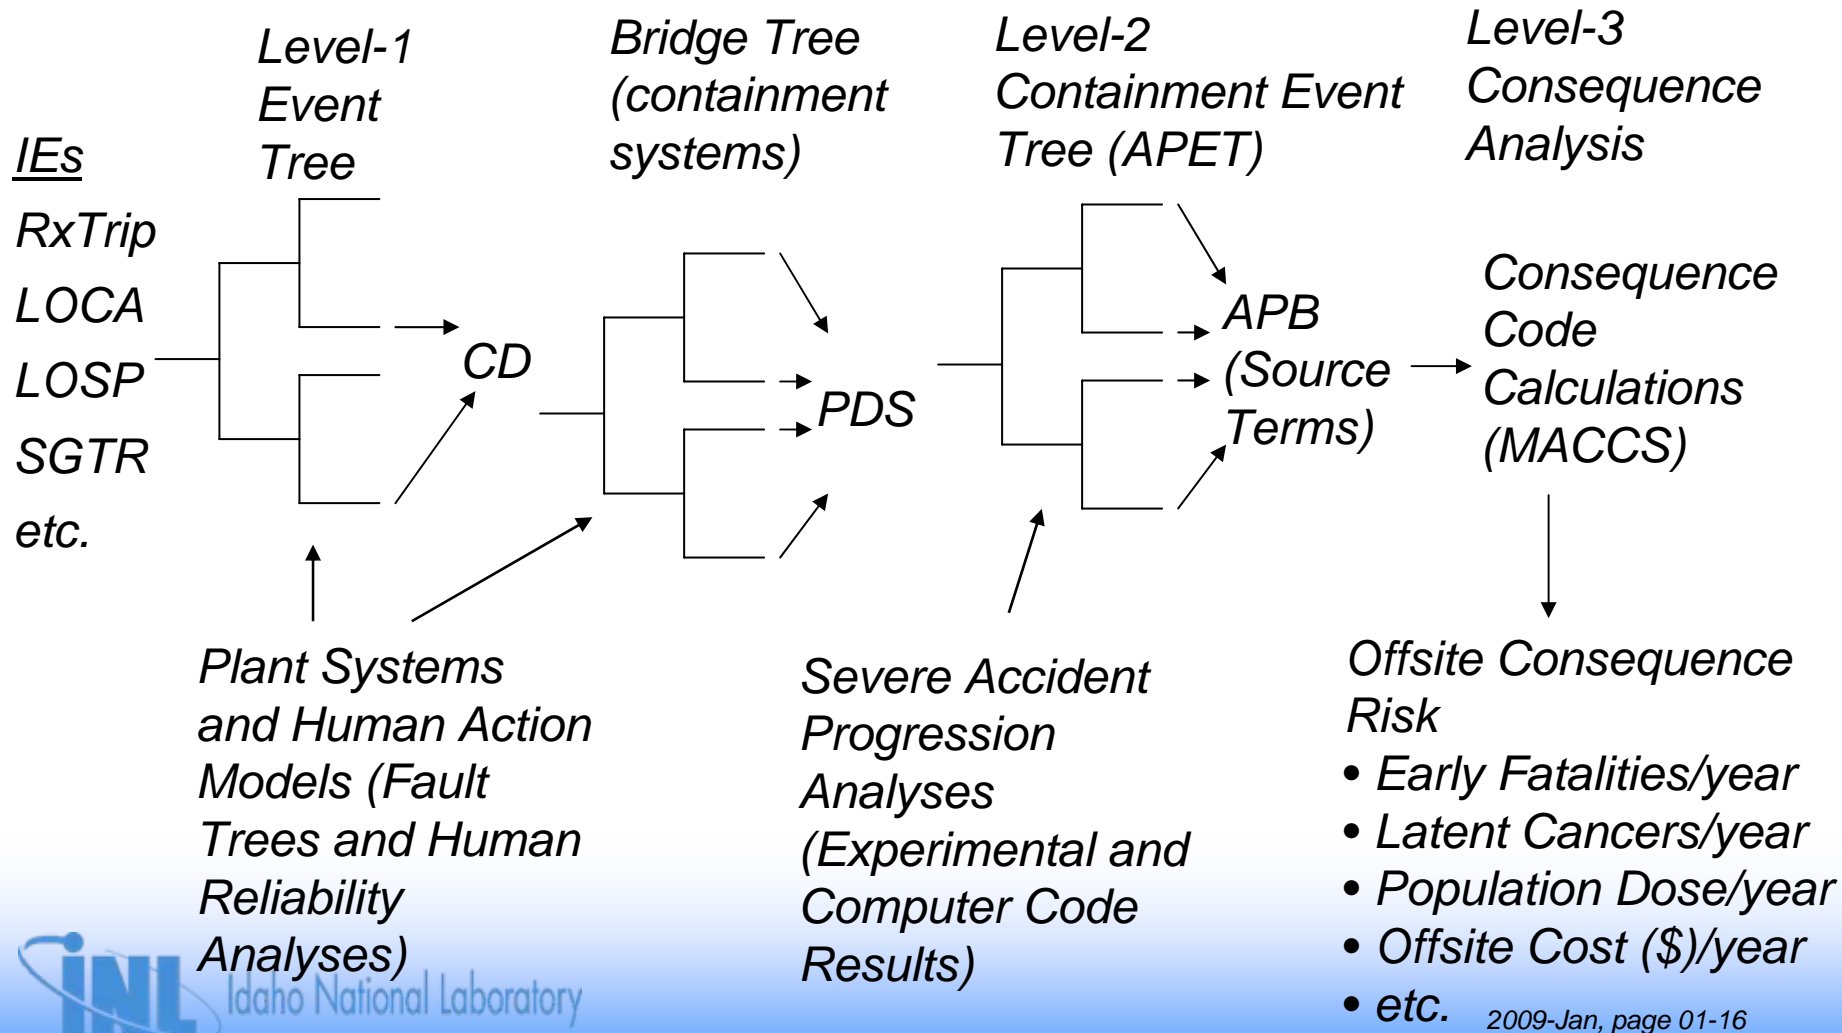 IEs
RxTrip
LOCA
LOSP
SGTR
etc.
Level-1
Event
Tree
CD
Bridge Tree
(containment
systems)
PDS
Level-2
Containment Event
Tree (APET)
APB
(Source
Terms)
Level-3
Consequence
Analysis
Consequence
Code
Calculations
(MACCS)
Plant Systems
and Human Action
Models (Fault
Trees and Human
Reliability
Analyses)
Severe Accident
Progression
Analyses
(Experimental and
Computer Code
Results)
Offsite Consequence
Risk
• Early Fatalities/year
• Latent Cancers/year
• Population Dose/year
• Offsite Cost ($)/year
• etc.
INL Idaho National Laboratory
2009-Jan, page 01-16